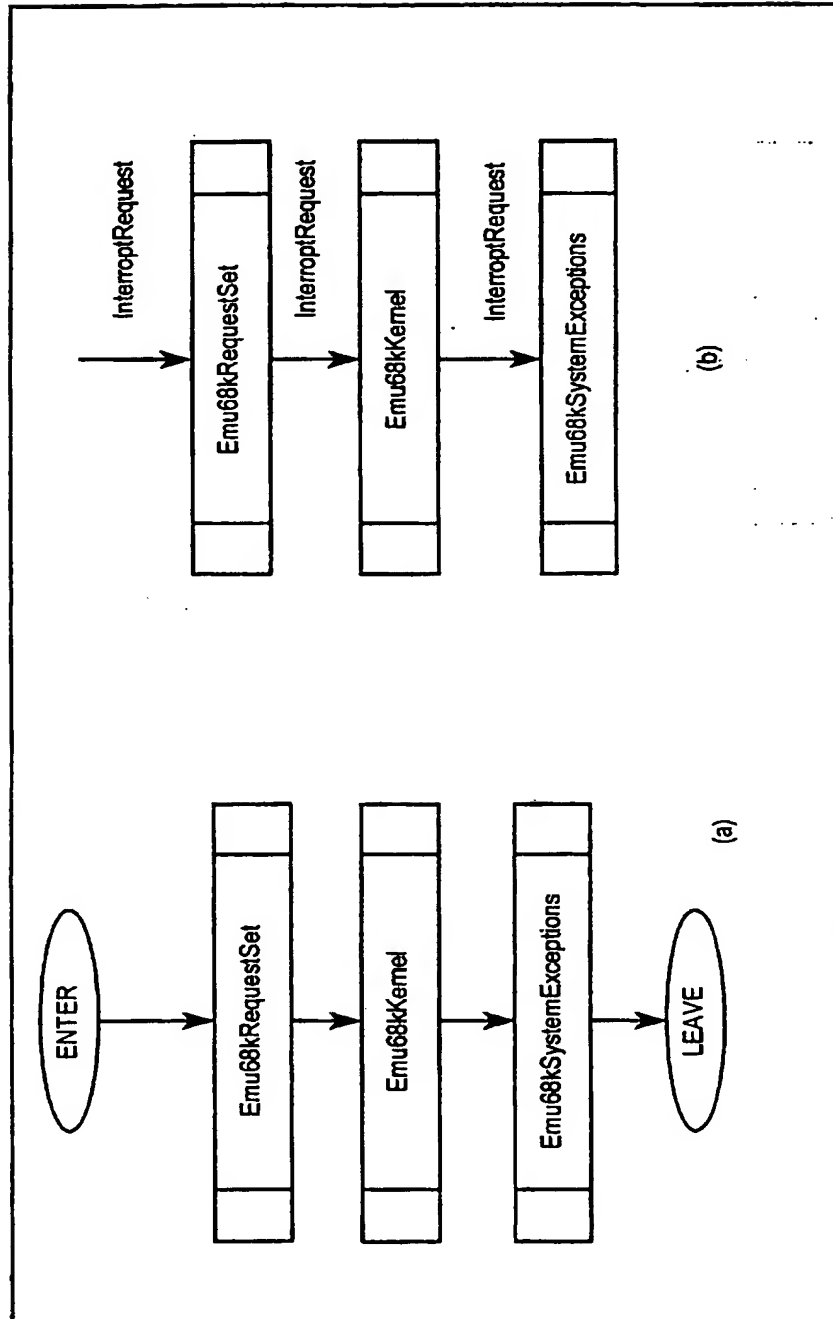 ENTER
Emu68kRequestSet
Emu68kKernel
Emu68kSystemExceptions
LEAVE
(a)
InterroptRequest
Emu68kRequestSet
InterroptRequest
Emu68kKernel
InterroptRequest
Emu68kSystemExceptions
(b)